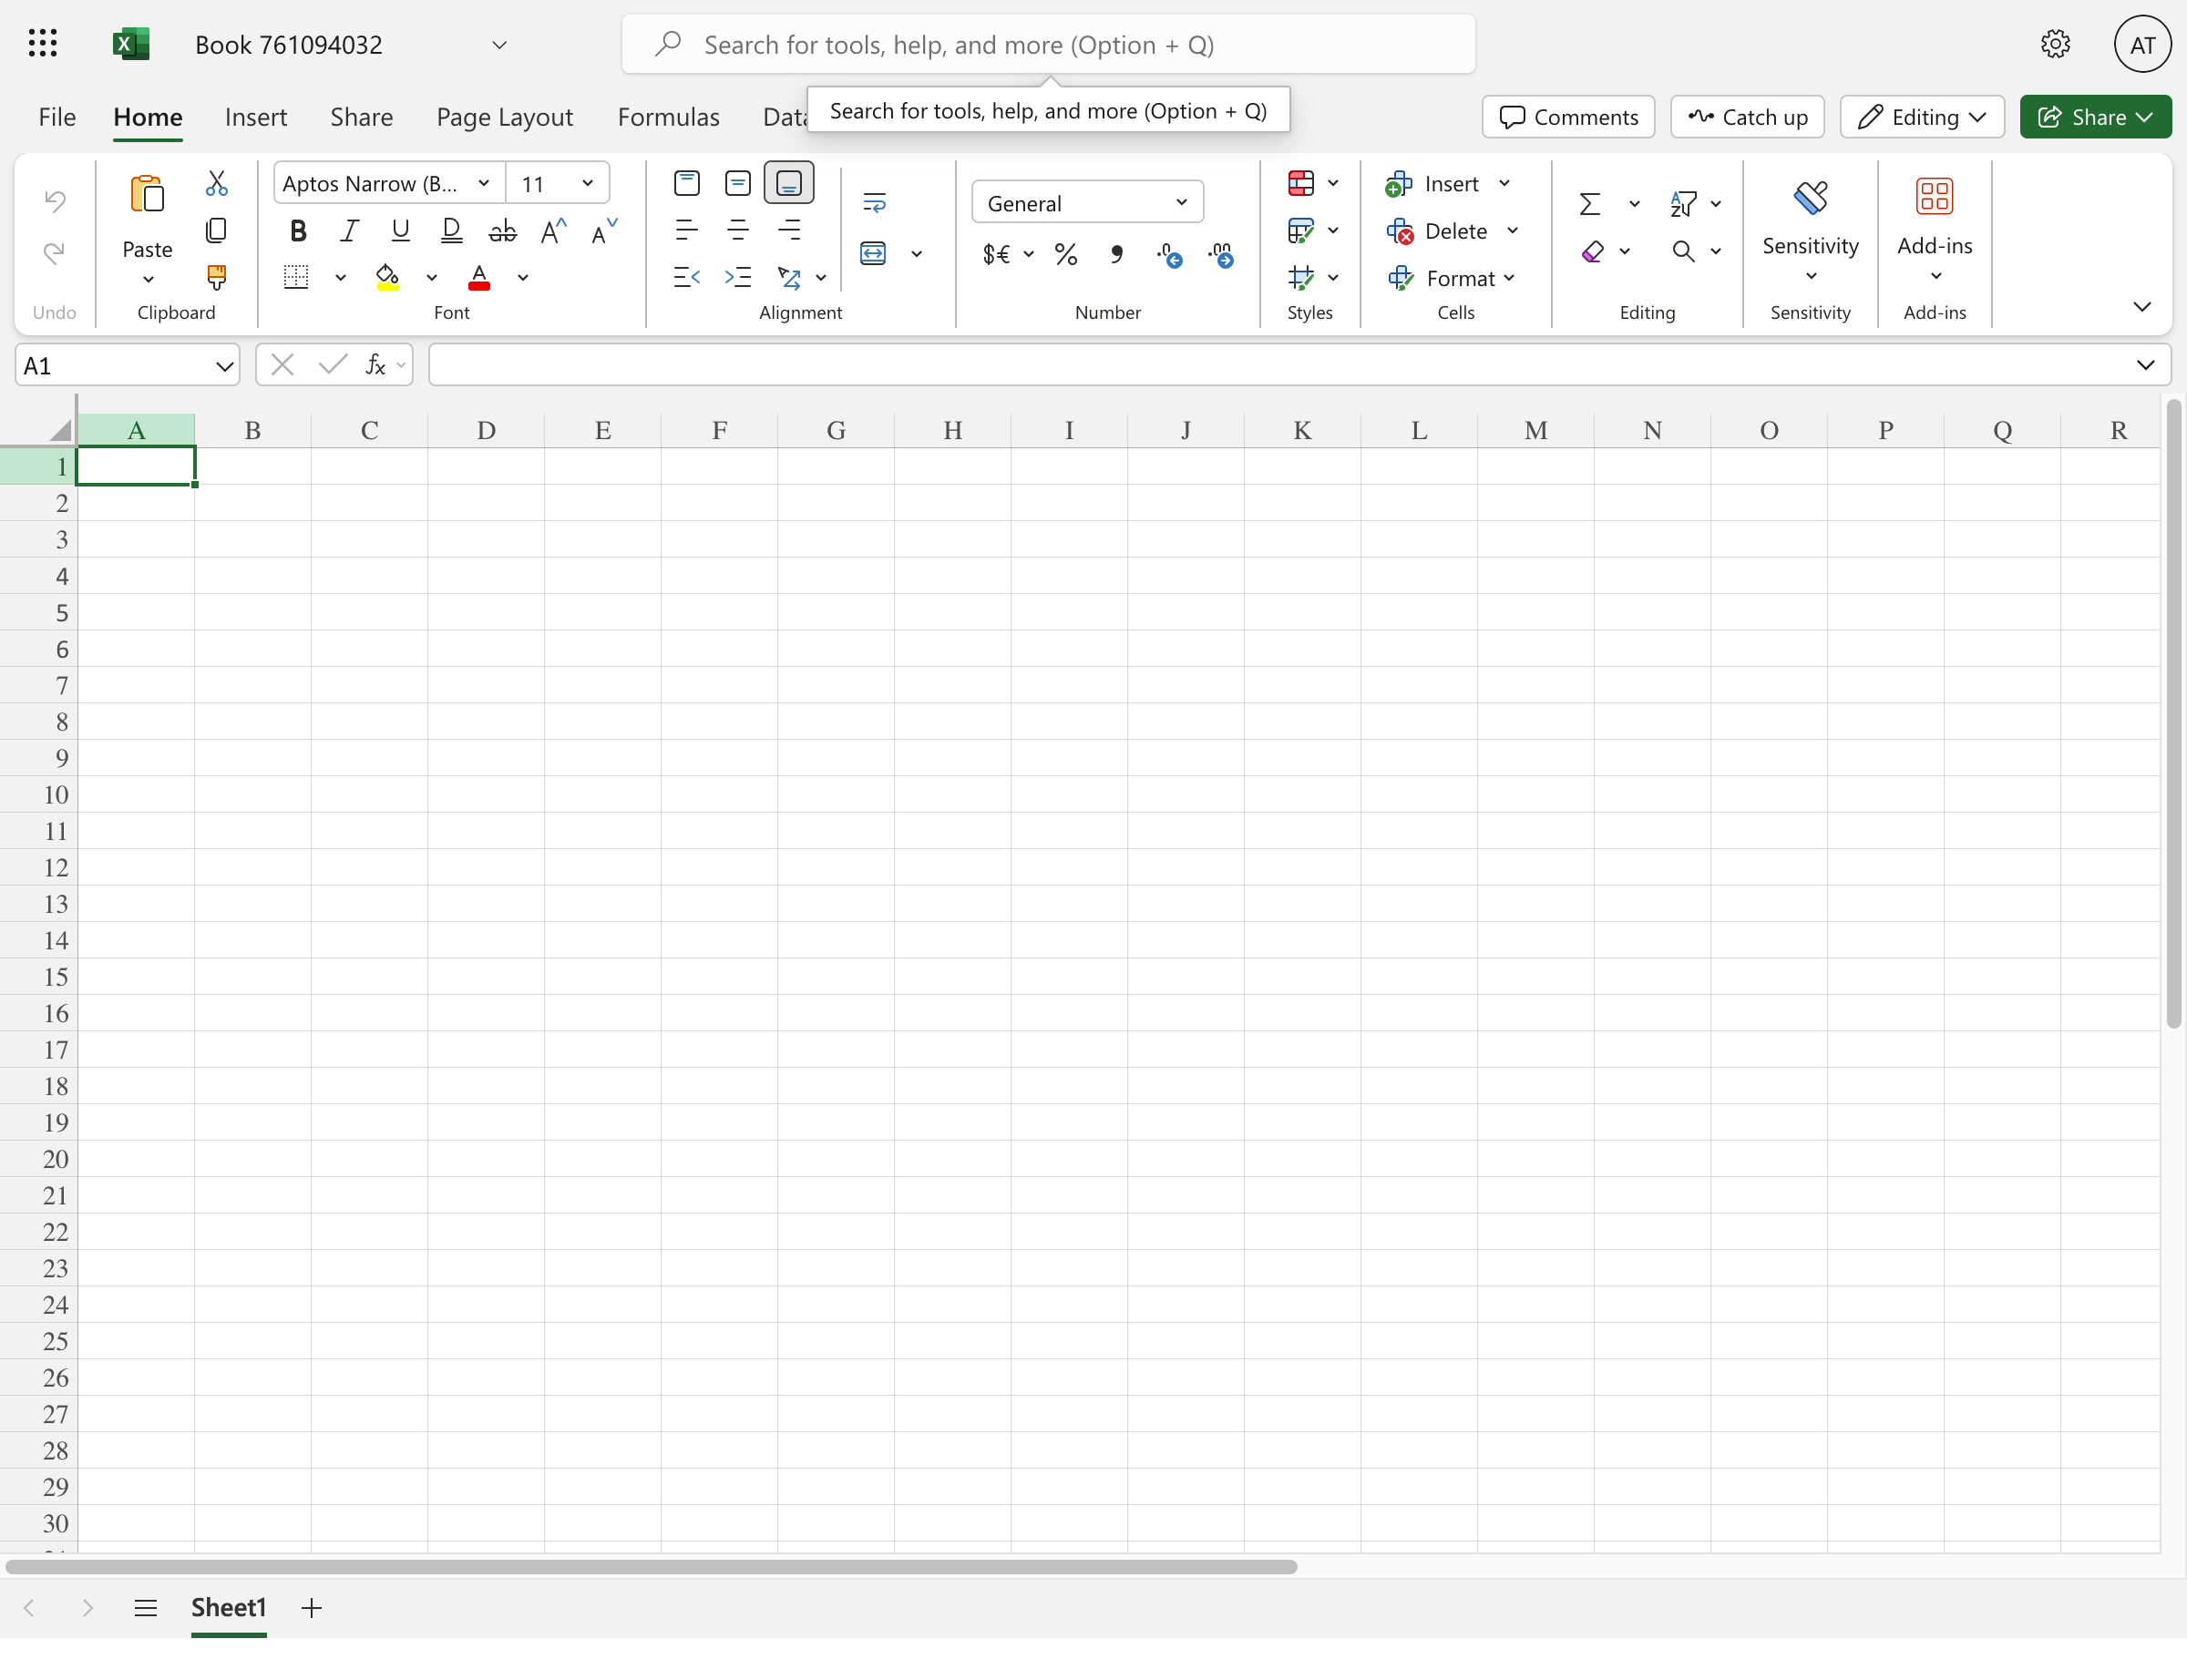 Book 761094032
Search for tools, help, and more (Option + Q)
File Home Insert Share Page Layout Formulas
Search for tools, help, and more (Option + Q)
Comments Catch up Editing Share
Aptos Narrow (B... 11
Paste
General
$€ % ,
Insert
Delete
Format
Sensitivity
Add-ins
Undo Clipboard Font Alignment Number Styles Cells Editing Sensitivity Add-ins
A1 fx
A B C D E F G H I J K L M N O P Q R
1
2
3
4
5
6
7
8
9
10
11
12
13
14
15
16
17
18
19
20
21
22
23
24
25
26
27
28
29
30
Sheet1
AT